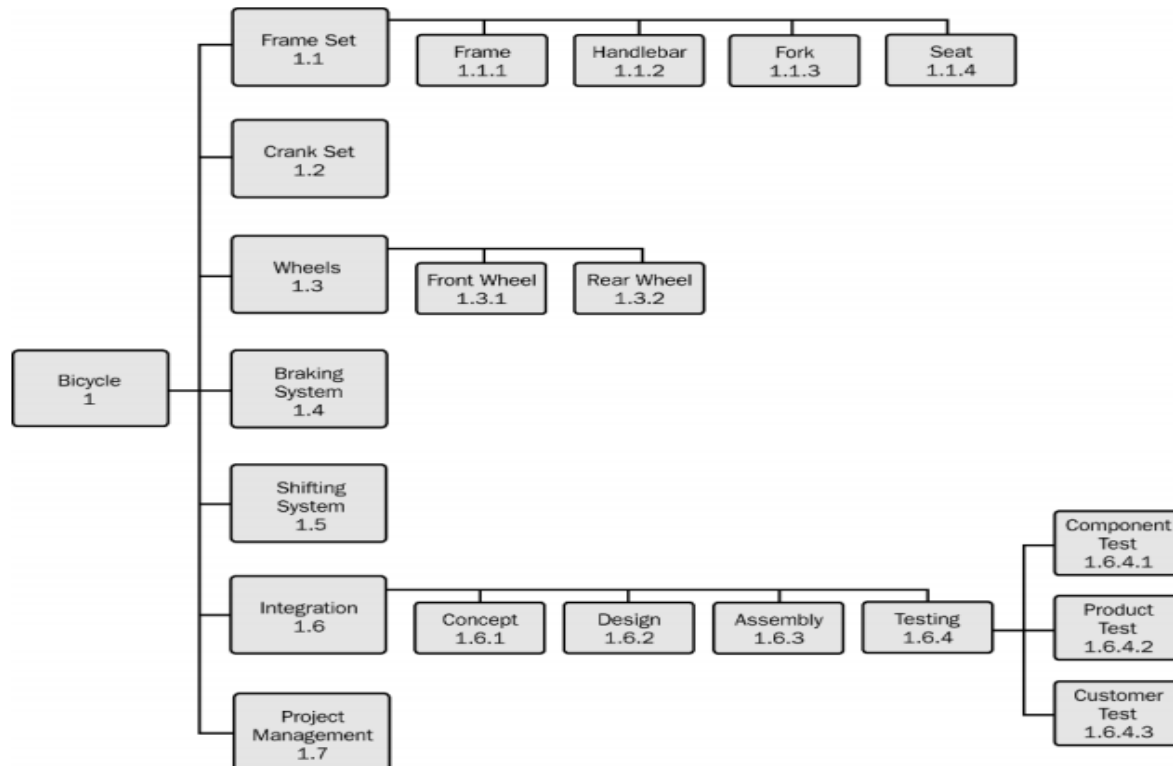 Frame Set
1.1
Frame
1.1.1
Handlebar
1.1.2
Fork
1.1.3
Seat
1.1.4
Crank Set
1.2
Wheels
1.3
Front Wheel
1.3.1
Rear Wheel
1.3.2
Bicycle
1
Braking
System
1.4
Shifting
System
1.5
Integration
1.6
Concept
1.6.1
Design
1.6.2
Assembly
1.6.3
Testing
1.6.4
Component
Test
1.6.4.1
Product
Test
1.6.4.2
Customer
Test
1.6.4.3
Project
Management
1.7